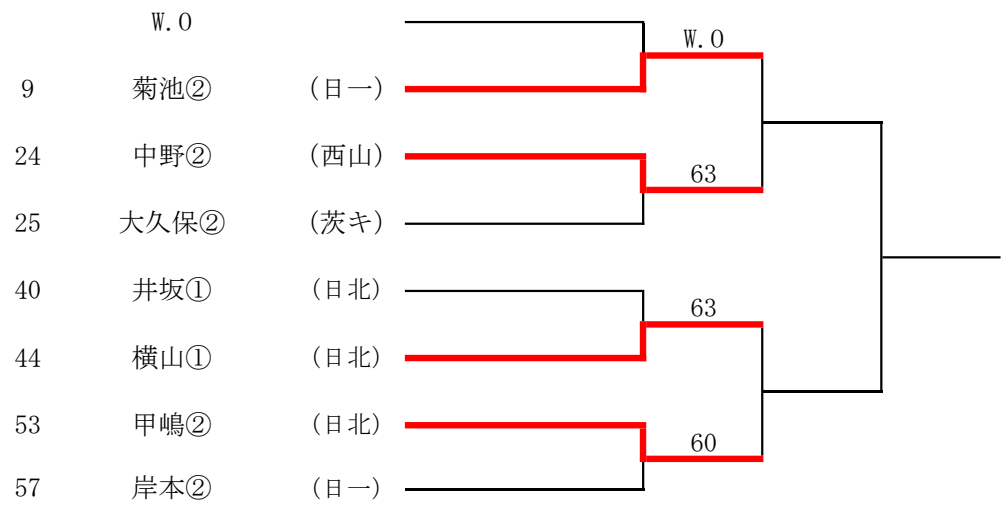 W.O
W.O
9 菊池② (日一)
24 中野② (西山)
63
25 大久保② (茨キ)
40 井坂① (日北)
63
44 横山① (日北)
53 甲嶋② (日北)
60
57 岸本② (日一)